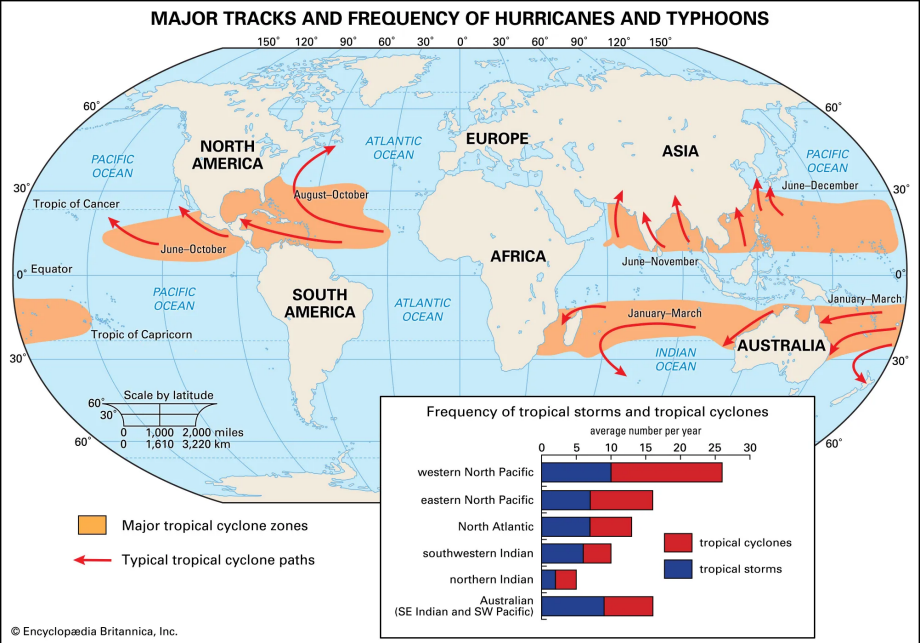 MAJOR TRACKS AND FREQUENCY OF HURRICANES AND TYPHOONS
150° 120° 90° 60° 30° 0° 30° 60° 90° 120° 150°
60° 60°
NORTH
AMERICA
ATLANTIC
OCEAN
EUROPE
ASIA
PACIFIC
OCEAN
PACIFIC
OCEAN
30° 30°
August–October
June–December
Tropic of Cancer
June–October
AFRICA
June–November
0° Equator 0°
PACIFIC
OCEAN
SOUTH
AMERICA
ATLANTIC
OCEAN
January–March
January–March
Tropic of Capricorn
INDIAN
OCEAN
AUSTRALIA
30° 30°
Scale by latitude
60°
30°
0 1,000 2,000 miles
0 1,610 3,220 km
60° 60°
Frequency of tropical storms and tropical cyclones
average number per year
0 5 10 15 20 25 30
western North Pacific
eastern North Pacific
North Atlantic
southwestern Indian
northern Indian
Australian
(SE Indian and SW Pacific)
tropical cyclones
tropical storms
Major tropical cyclone zones
Typical tropical cyclone paths
© Encyclopædia Britannica, Inc.